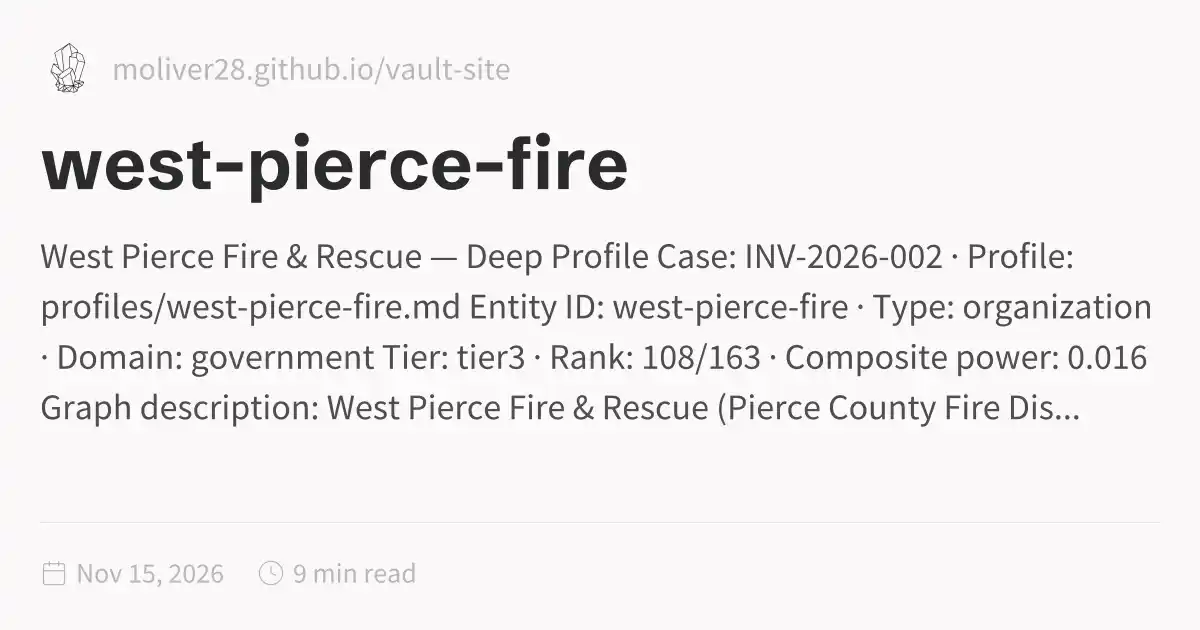 moliver28.github.io/vault-site
west-pierce-fire
West Pierce Fire & Rescue — Deep Profile Case: INV-2026-002 · Profile:
profiles/west-pierce-fire.md Entity ID: west-pierce-fire · Type: organization
· Domain: government Tier: tier3 · Rank: 108/163 · Composite power: 0.016
Graph description: West Pierce Fire & Rescue (Pierce County Fire Dis...
Nov 15, 2026 9 min read